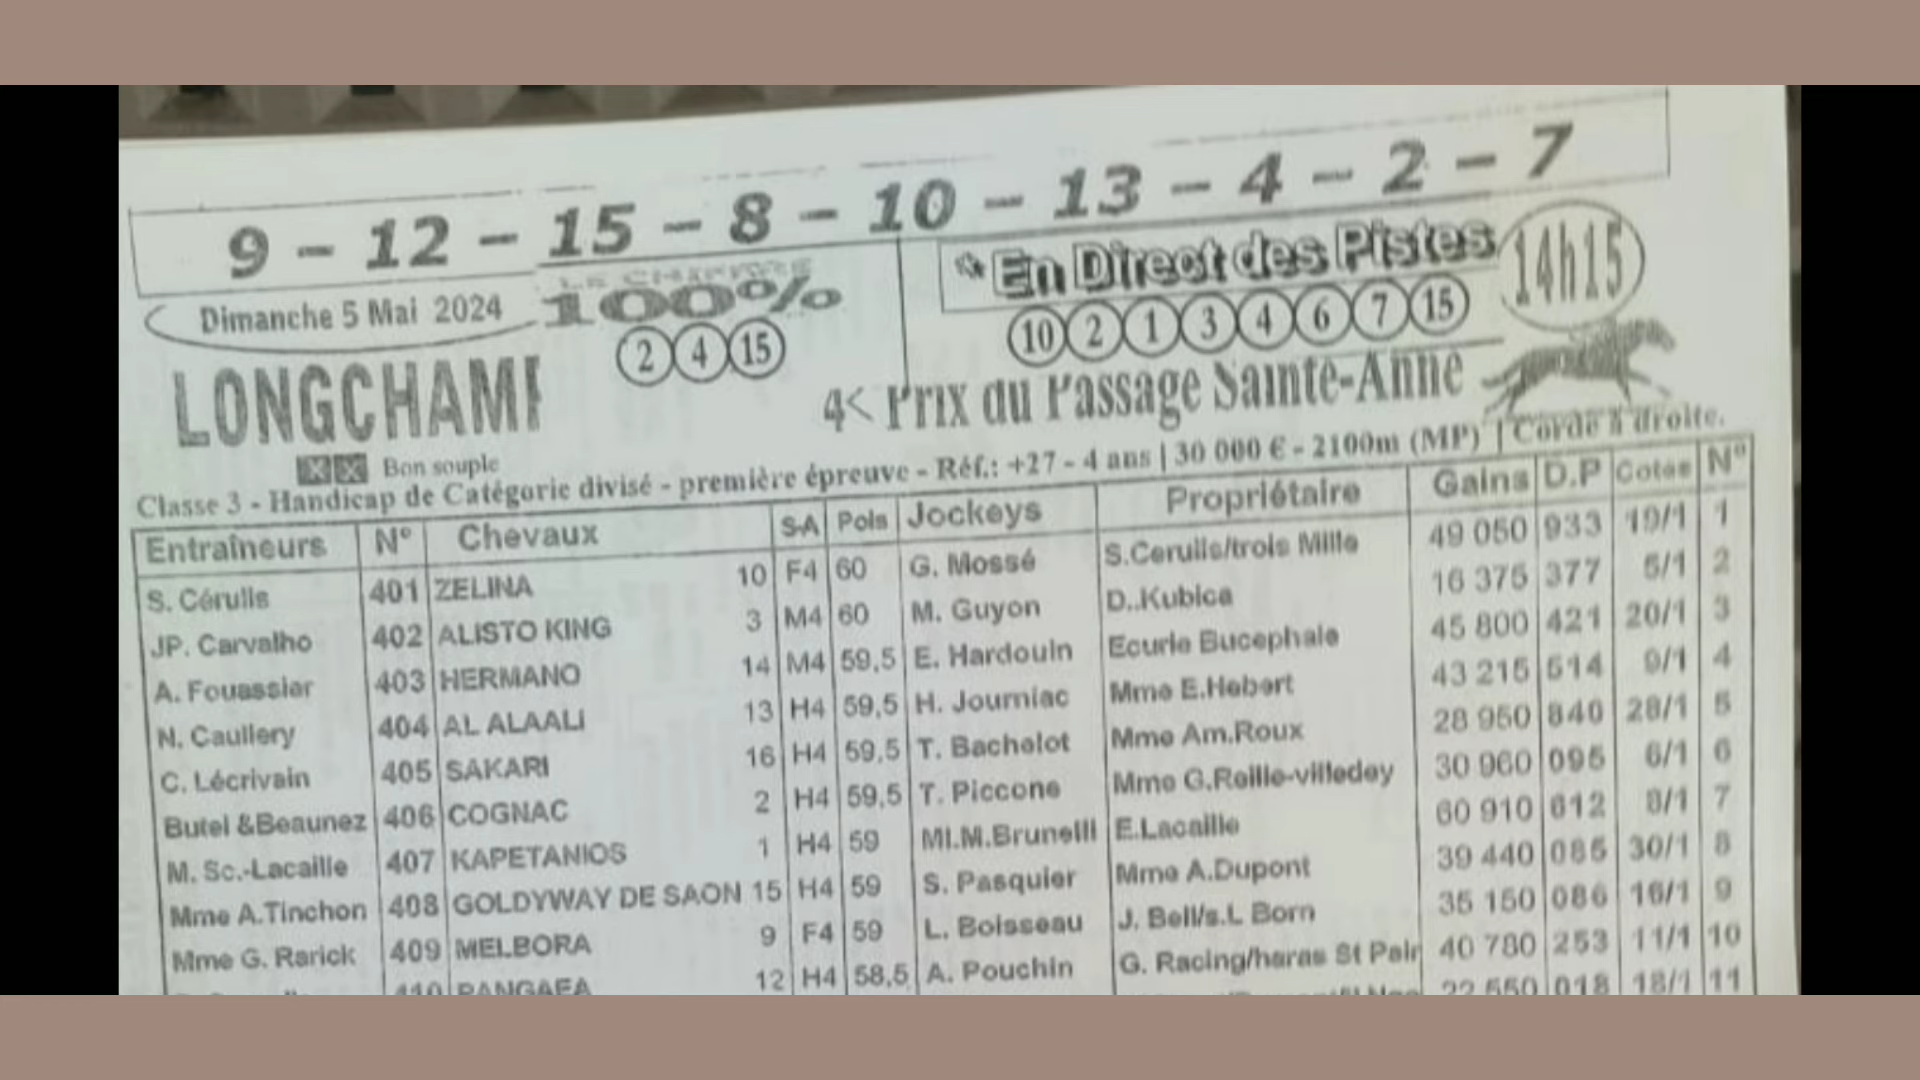 9 - 12 - 15 - 8 - 10 - 13 - 4 - 2 - 7
Dimanche 5 Mai 2024
100%
2 4 15
* En Direct des Pistes
14h15
10 2 1 3 4 6 7 15
LONGCHAMP
4< Prix du Passage Sainte-Anne
Bon souple
Classe 3 - Handicap de Catégorie divisé - première épreuve - Réf.: +27 - 4 ans | 30 000 € - 2100m (MP) | Corde à droite.
Entraîneurs N° Chevaux S-A Pois Jockeys Propriétaire Gains D.P Cotes N°
S. Cérulis 401 ZELINA 10 F4 60 G. Mossé S.Cerulis/trois Mille 49 050 933 19/1 1
JP. Carvalho 402 ALISTO KING 3 M4 60 M. Guyon D..Kubica 16 375 377 5/1 2
A. Fouassier 403 HERMANO 14 M4 59,5 E. Hardouin Ecurie Bucephale 45 800 421 20/1 3
N. Caullery 404 AL ALAALI 13 H4 59,5 H. Journiac Mme E.Hebert 43 215 514 9/1 4
C. Lécrivain 405 SAKARI 16 H4 59,5 T. Bachelot Mme Am.Roux 28 950 840 28/1 5
Butel &Beaunez 406 COGNAC 2 H4 59,5 T. Piccone Mme G.Reille-villedey 30 960 095 6/1 6
M. Sc.-Lacaille 407 KAPETANIOS 1 H4 59 Ml.M.Brunelli E.Lacaille 60 910 612 8/1 7
Mme A.Tinchon 408 GOLDYWAY DE SAON 15 H4 59 S. Pasquier Mme A.Dupont 39 440 085 30/1 8
Mme G. Rarick 409 MELBORA 9 F4 59 L. Boisseau J. Bell/s.L Born 35 150 086 16/1 9
410 PANGAEA 12 H4 58,5 A. Pouchin G. Racing/haras St Pair 40 780 253 11/1 10
22 550 018 18/1 11